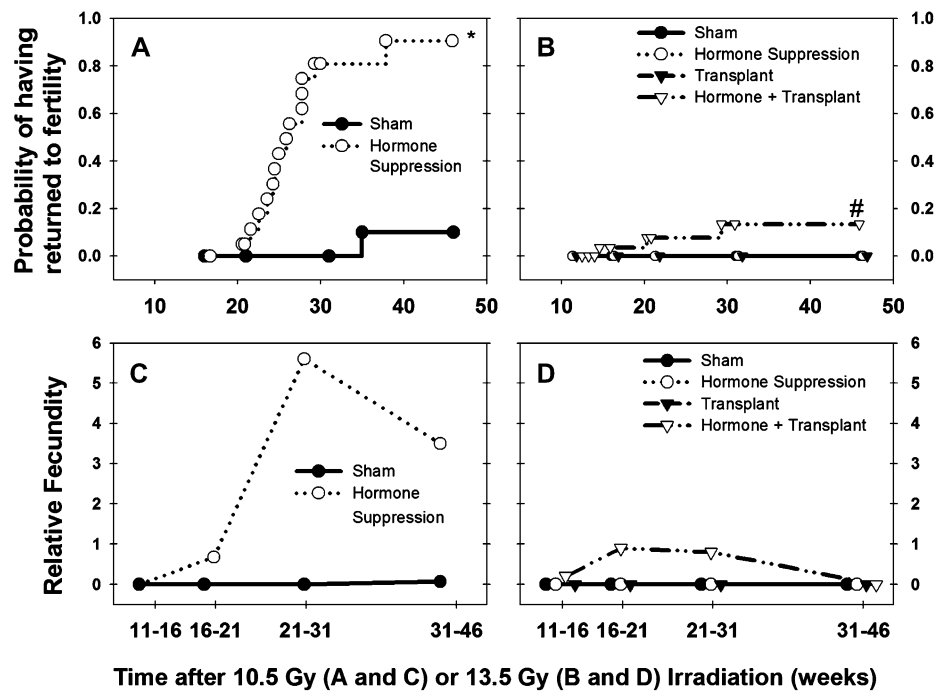 Probability of having
returned to fertility
1.0
0.8
0.6
0.4
0.2
0.0
A
*
Sham
Hormone
Suppression
10
20
30
40
50
B
Sham
Hormone Suppression
Transplant
Hormone + Transplant
#
1.0
0.8
0.6
0.4
0.2
0.0
10
20
30
40
50
Relative Fecundity
6
5
4
3
2
1
0
C
Sham
Hormone
Suppression
11-16
16-21
21-31
31-46
D
Sham
Hormone Suppression
Transplant
Hormone + Transplant
6
5
4
3
2
1
0
11-16
16-21
21-31
31-46
Time after 10.5 Gy (A and C) or 13.5 Gy (B and D) Irradiation (weeks)